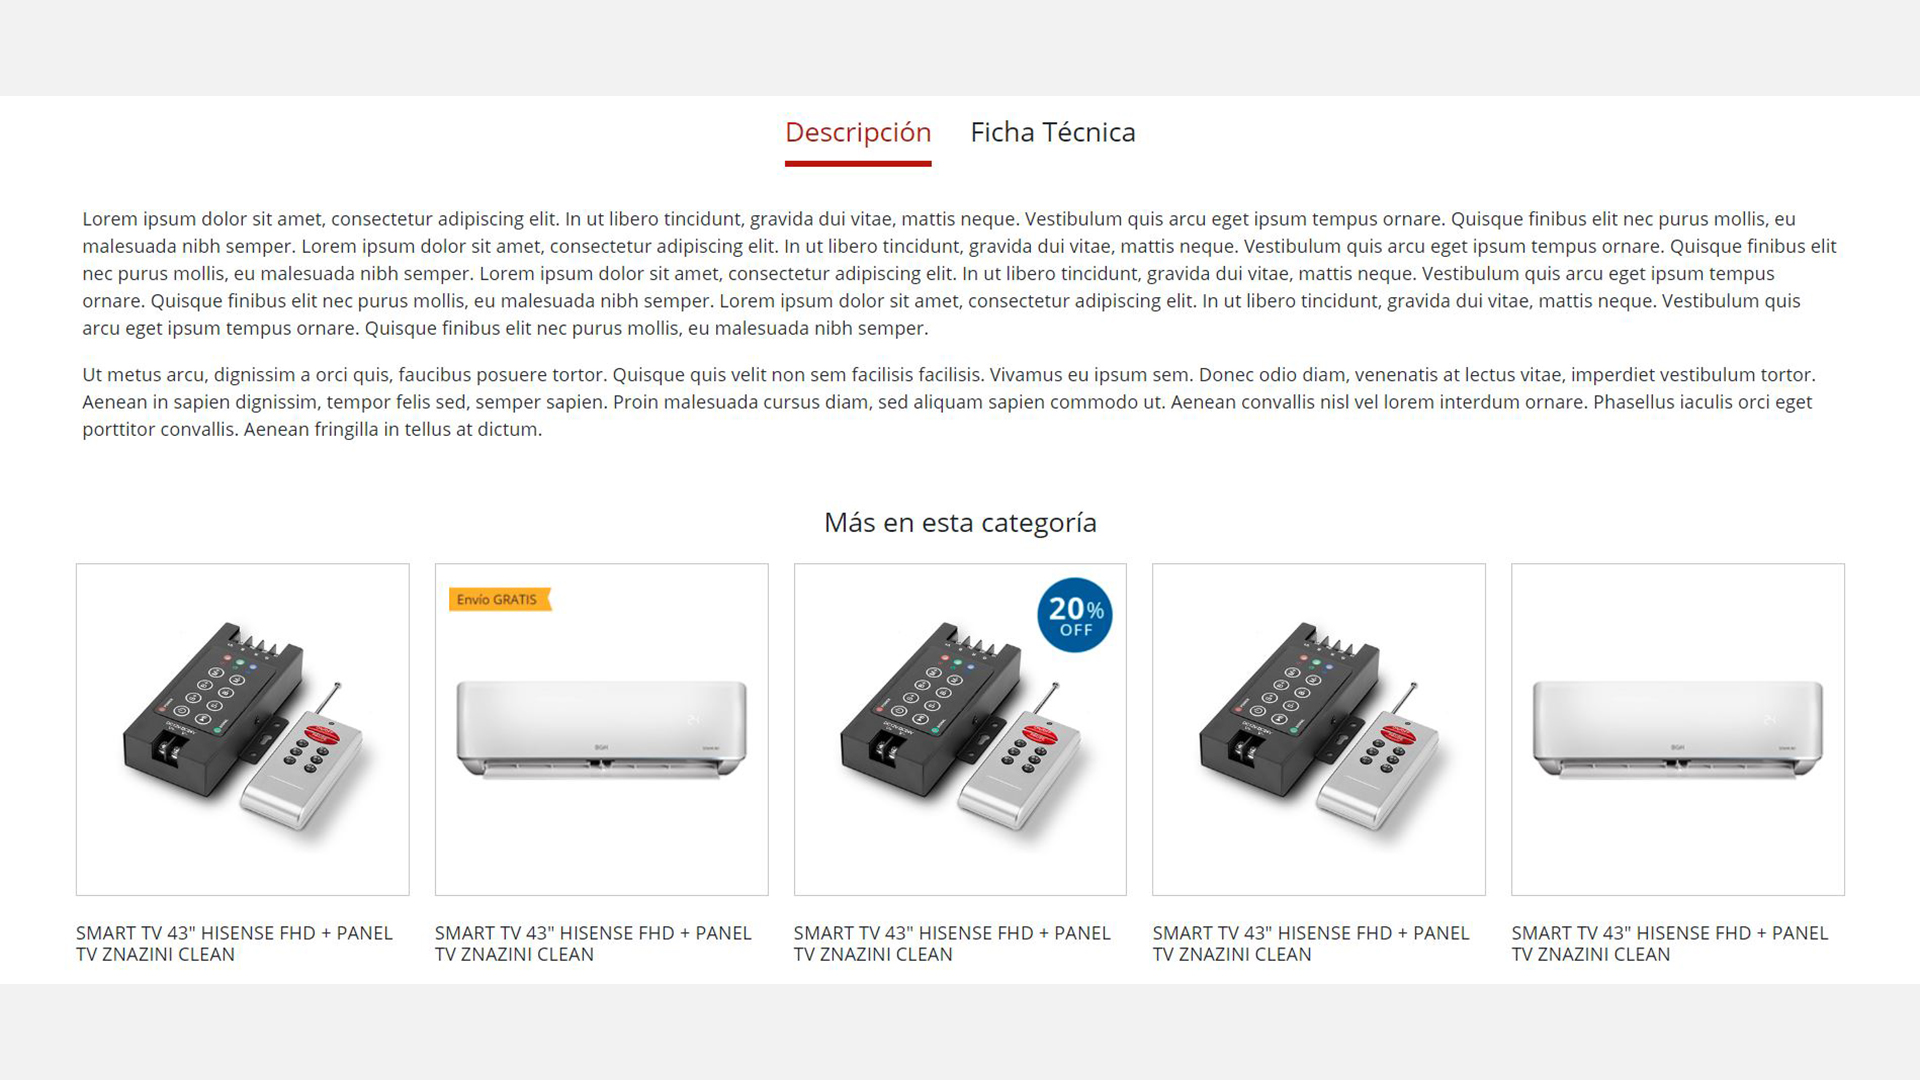 Descripción
Ficha Técnica
Lorem ipsum dolor sit amet, consectetur adipiscing elit. In ut libero tincidunt, gravida dui vitae, mattis neque. Vestibulum quis arcu eget ipsum tempus ornare. Quisque finibus elit nec purus mollis, eu
malesuada nibh semper. Lorem ipsum dolor sit amet, consectetur adipiscing elit. In ut libero tincidunt, gravida dui vitae, mattis neque. Vestibulum quis arcu eget ipsum tempus ornare. Quisque finibus elit
nec purus mollis, eu malesuada nibh semper. Lorem ipsum dolor sit amet, consectetur adipiscing elit. In ut libero tincidunt, gravida dui vitae, mattis neque. Vestibulum quis arcu eget ipsum tempus
ornare. Quisque finibus elit nec purus mollis, eu malesuada nibh semper. Lorem ipsum dolor sit amet, consectetur adipiscing elit. In ut libero tincidunt, gravida dui vitae, mattis neque. Vestibulum quis
arcu eget ipsum tempus ornare. Quisque finibus elit nec purus mollis, eu malesuada nibh semper.
Ut metus arcu, dignissim a orci quis, faucibus posuere tortor. Quisque quis velit non sem facilisis facilisis. Vivamus eu ipsum sem. Donec odio diam, venenatis at lectus vitae, imperdiet vestibulum tortor.
Aenean in sapien dignissim, tempor felis sed, semper sapien. Proin malesuada cursus diam, sed aliquam sapien commodo ut. Aenean convallis nisl vel lorem interdum ornare. Phasellus iaculis orci eget
porttitor convallis. Aenean fringilla in tellus at dictum.
Más en esta categoría
Envío GRATIS
24
BGH
20%
OFF
24
BGH
SMART TV 43" HISENSE FHD + PANEL
TV ZNAZINI CLEAN
SMART TV 43" HISENSE FHD + PANEL
TV ZNAZINI CLEAN
SMART TV 43" HISENSE FHD + PANEL
TV ZNAZINI CLEAN
SMART TV 43" HISENSE FHD + PANEL
TV ZNAZINI CLEAN
SMART TV 43" HISENSE FHD + PANEL
TV ZNAZINI CLEAN